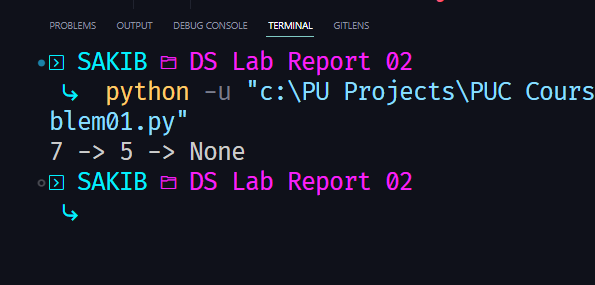 PROBLEMS OUTPUT DEBUG CONSOLE TERMINAL GITLENS
SAKIB DS Lab Report 02
python -u "c:\PU Projects\PUC Cours
blem01.py"
7 -> 5 -> None
SAKIB DS Lab Report 02